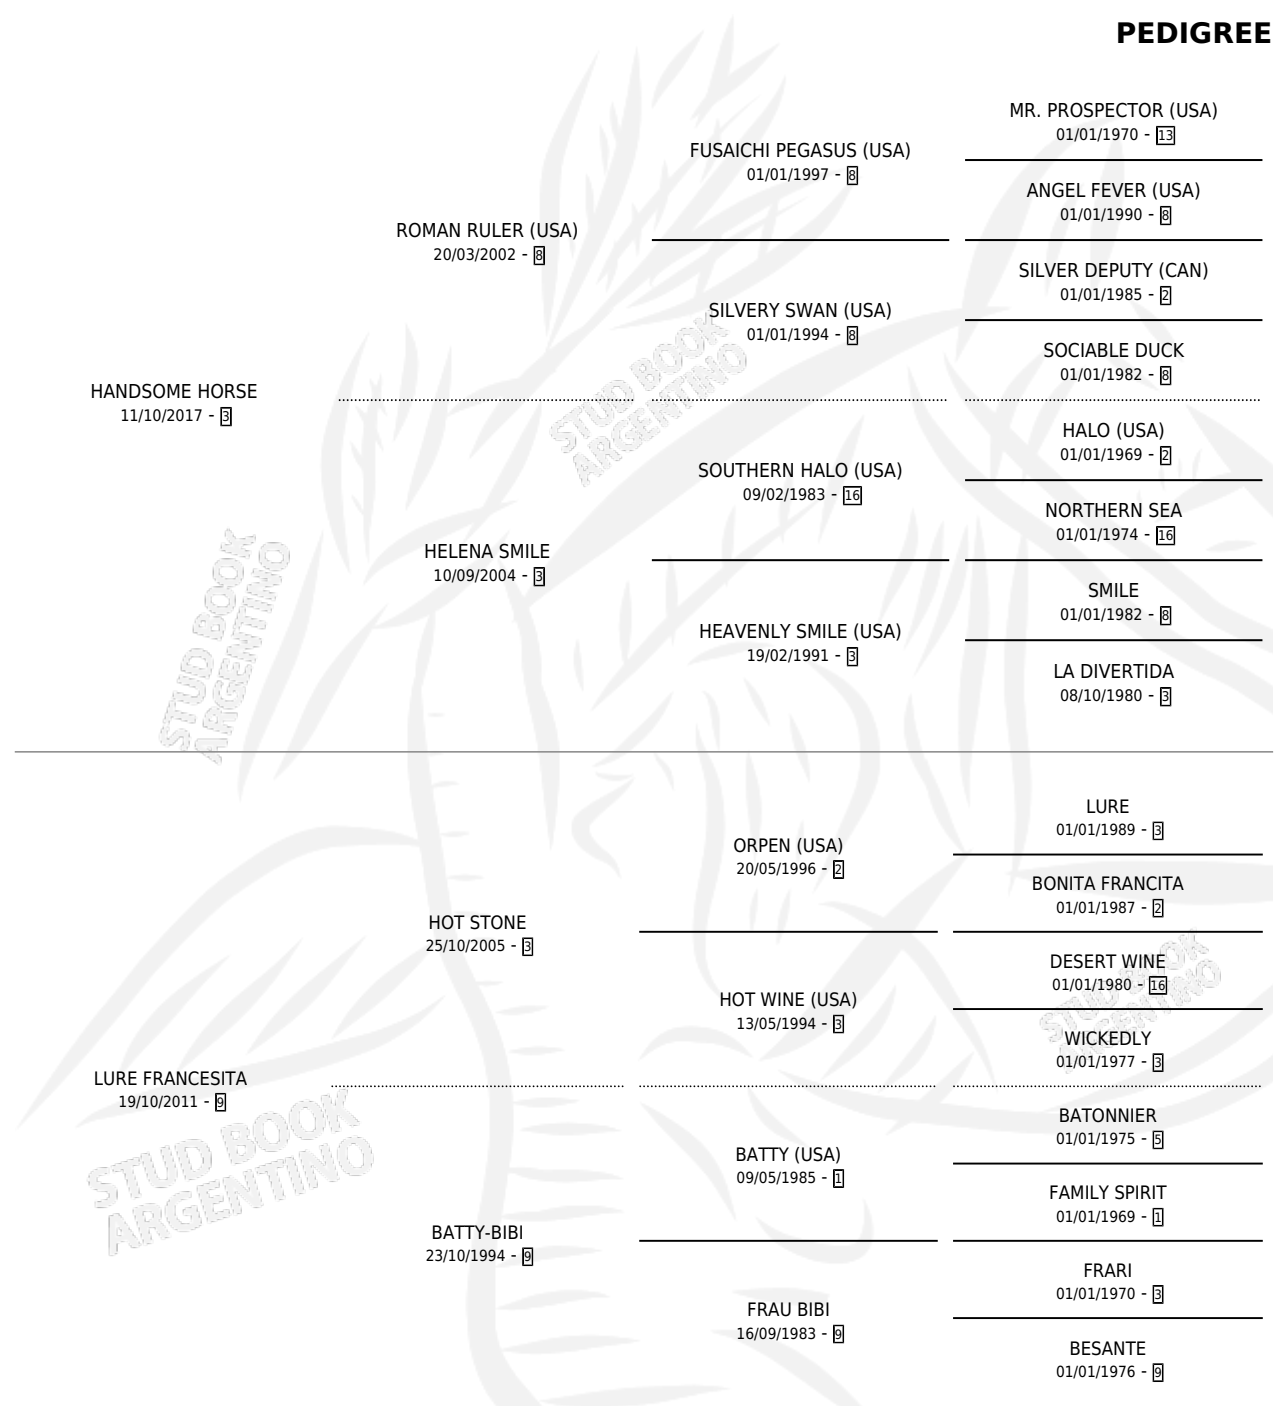 PEDIGREE
MR. PROSPECTOR (USA)
01/01/1970 - 13
FUSAICHI PEGASUS (USA)
01/01/1997 - 8
ANGEL FEVER (USA)
01/01/1990 - 8
ROMAN RULER (USA)
20/03/2002 - 8
SILVER DEPUTY (CAN)
01/01/1985 - 2
SILVERY SWAN (USA)
01/01/1994 - 8
SOCIABLE DUCK
01/01/1982 - 8
HANDSOME HORSE
11/10/2017 - 3
STUD BOOK
ARGENTINO
HALO (USA)
01/01/1969 - 2
SOUTHERN HALO (USA)
09/02/1983 - 16
NORTHERN SEA
01/01/1974 - 16
HELENA SMILE
10/09/2004 - 3
SMILE
01/01/1982 - 8
HEAVENLY SMILE (USA)
19/02/1991 - 3
LA DIVERTIDA
08/10/1980 - 3
STUD BOOK
ARGENTINO
LURE
01/01/1989 - 3
ORPEN (USA)
20/05/1996 - 2
BONITA FRANCITA
01/01/1987 - 2
HOT STONE
25/10/2005 - 3
DESERT WINE
01/01/1980 - 16
HOT WINE (USA)
13/05/1994 - 3
STUD BOOK
ARGENTINO
WICKEDLY
01/01/1977 - 3
LURE FRANCESITA
19/10/2011 - 9
BATONNIER
01/01/1975 - 5
STUD BOOK
ARGENTINO
BATTY (USA)
09/05/1985 - 1
FAMILY SPIRIT
01/01/1969 - 1
BATTY-BIBI
23/10/1994 - 9
FRARI
01/01/1970 - 3
FRAU BIBI
16/09/1983 - 9
BESANTE
01/01/1976 - 9